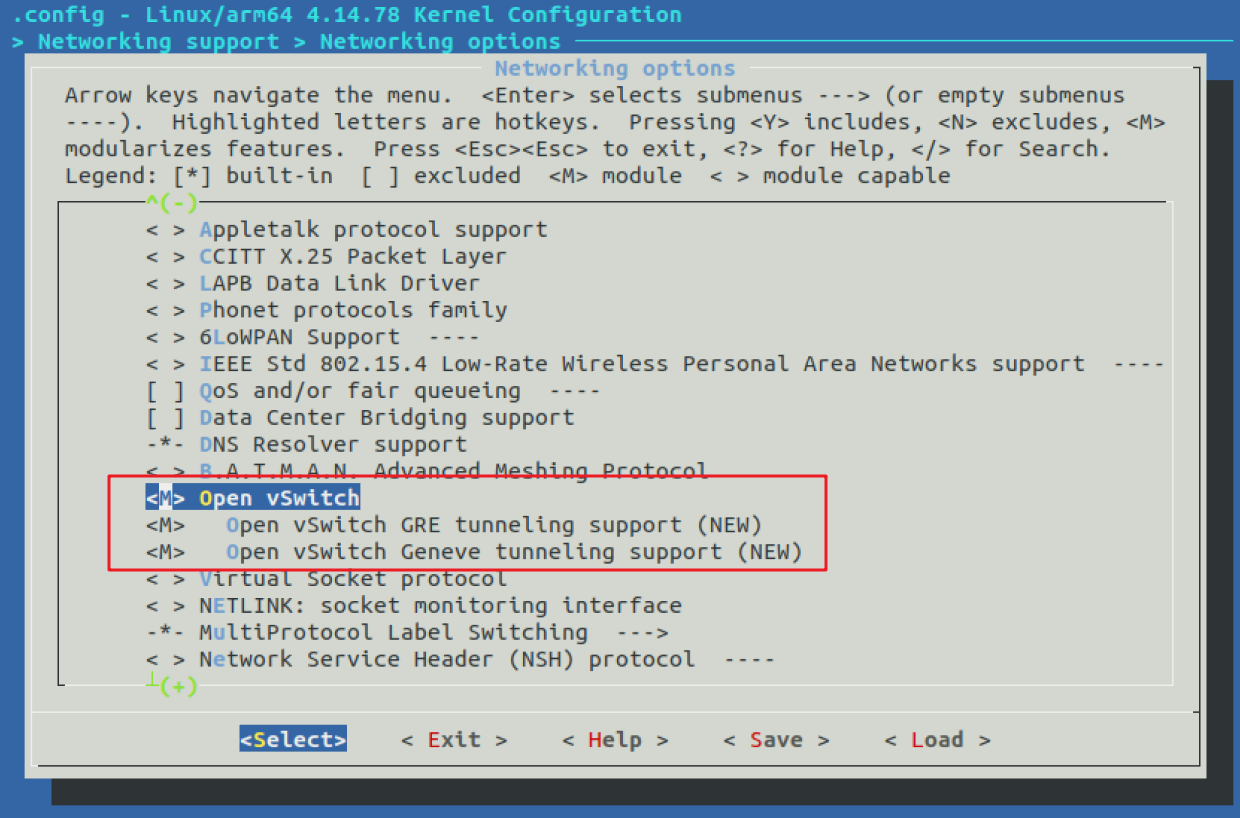 .config - Linux/arm64 4.14.78 Kernel Configuration
> Networking support > Networking options
Networking options
Arrow keys navigate the menu.  <Enter> selects submenus ---> (or empty submenus
----).  Highlighted letters are hotkeys.  Pressing <Y> includes, <N> excludes, <M>
modularizes features.  Press <Esc><Esc> to exit, <?> for Help, </> for Search.
Legend: [*] built-in  [ ] excluded  <M> module  < > module capable
^(-)
< > Appletalk protocol support
< > CCITT X.25 Packet Layer
< > LAPB Data Link Driver
< > Phonet protocols family
< > 6LoWPAN Support  ----
< > IEEE Std 802.15.4 Low-Rate Wireless Personal Area Networks support  ----
[ ] QoS and/or fair queueing  ----
[ ] Data Center Bridging support
-*- DNS Resolver support
< > B.A.T.M.A.N. Advanced Meshing Protocol
<M> Open vSwitch
<M>   Open vSwitch GRE tunneling support (NEW)
<M>   Open vSwitch Geneve tunneling support (NEW)
< > Virtual Socket protocol
< > NETLINK: socket monitoring interface
-*- MultiProtocol Label Switching  --->
< > Network Service Header (NSH) protocol  ----
┴(+)
<Select>    < Exit >    < Help >    < Save >    < Load >